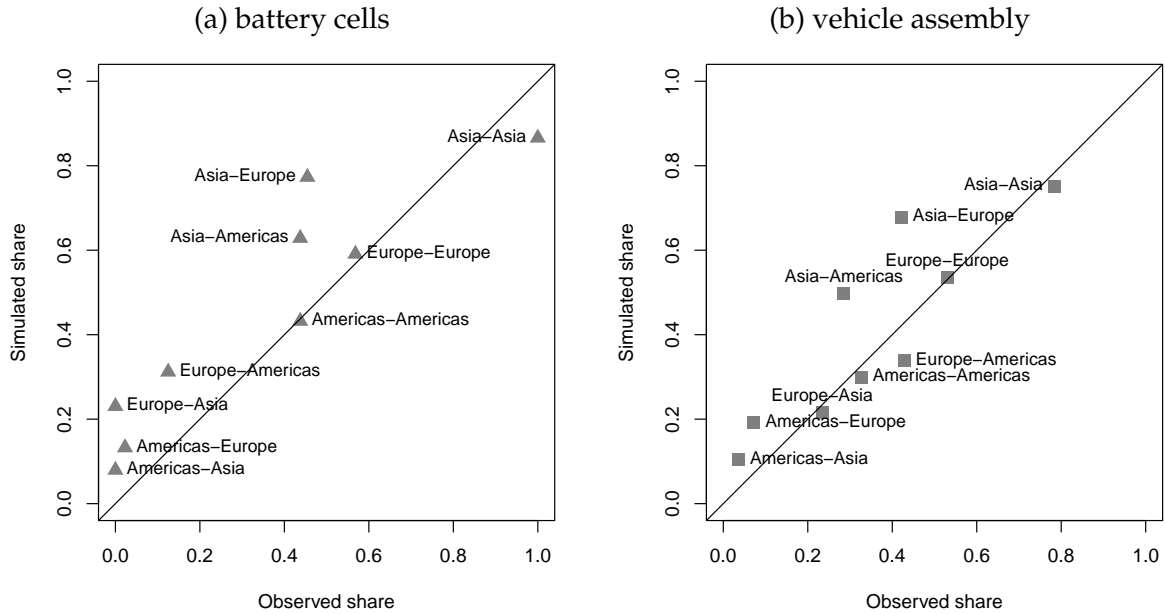 (a) battery cells
Simulated share
1.0
0.8
0.6
0.4
0.2
0.0
Asia−Asia
Asia−Europe
Asia−Americas
Europe−Europe
Americas−Americas
Europe−Americas
Europe−Asia
Americas−Europe
Americas−Asia
0.0 0.2 0.4 0.6 0.8 1.0
Observed share
(b) vehicle assembly
Simulated share
1.0
0.8
0.6
0.4
0.2
0.0
Asia−Asia
Asia−Europe
Europe−Europe
Asia−Americas
Europe−Americas
Americas−Americas
Europe−Asia
Americas−Europe
Americas−Asia
0.0 0.2 0.4 0.6 0.8 1.0
Observed share